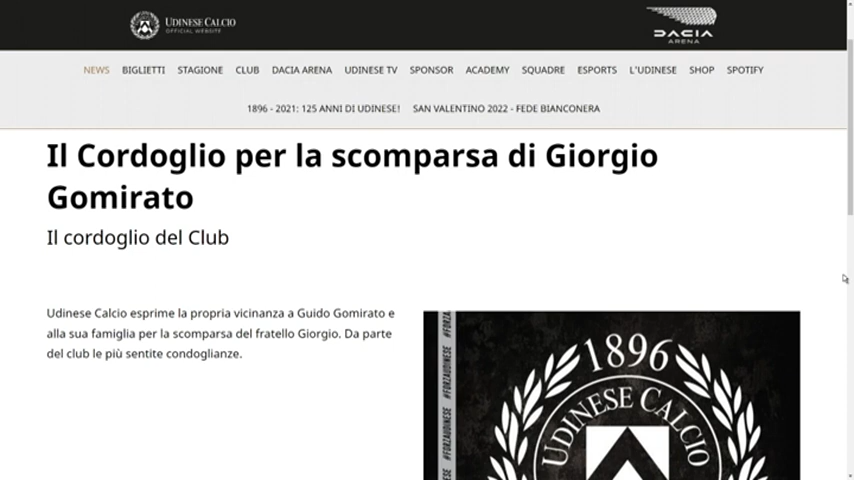 UDINESE CALCIO
OFFICIAL WEBSITE
DACIA
ARENA
NEWS BIGLIETTI STAGIONE CLUB DACIA ARENA UDINESE TV SPONSOR ACADEMY SQUADRE ESPORTS L'UDINESE SHOP SPOTIFY
1896 - 2021: 125 ANNI DI UDINESE! SAN VALENTINO 2022 - FEDE BIANCONERA
Il Cordoglio per la scomparsa di Giorgio
Gomirato
Il cordoglio del Club
Udinese Calcio esprime la propria vicinanza a Guido Gomirato e
alla sua famiglia per la scomparsa del fratello Giorgio. Da parte
del club le più sentite condoglianze.
#FORZAUDINESE #FORZAUDINESE
1896
UDINESE CALCIO